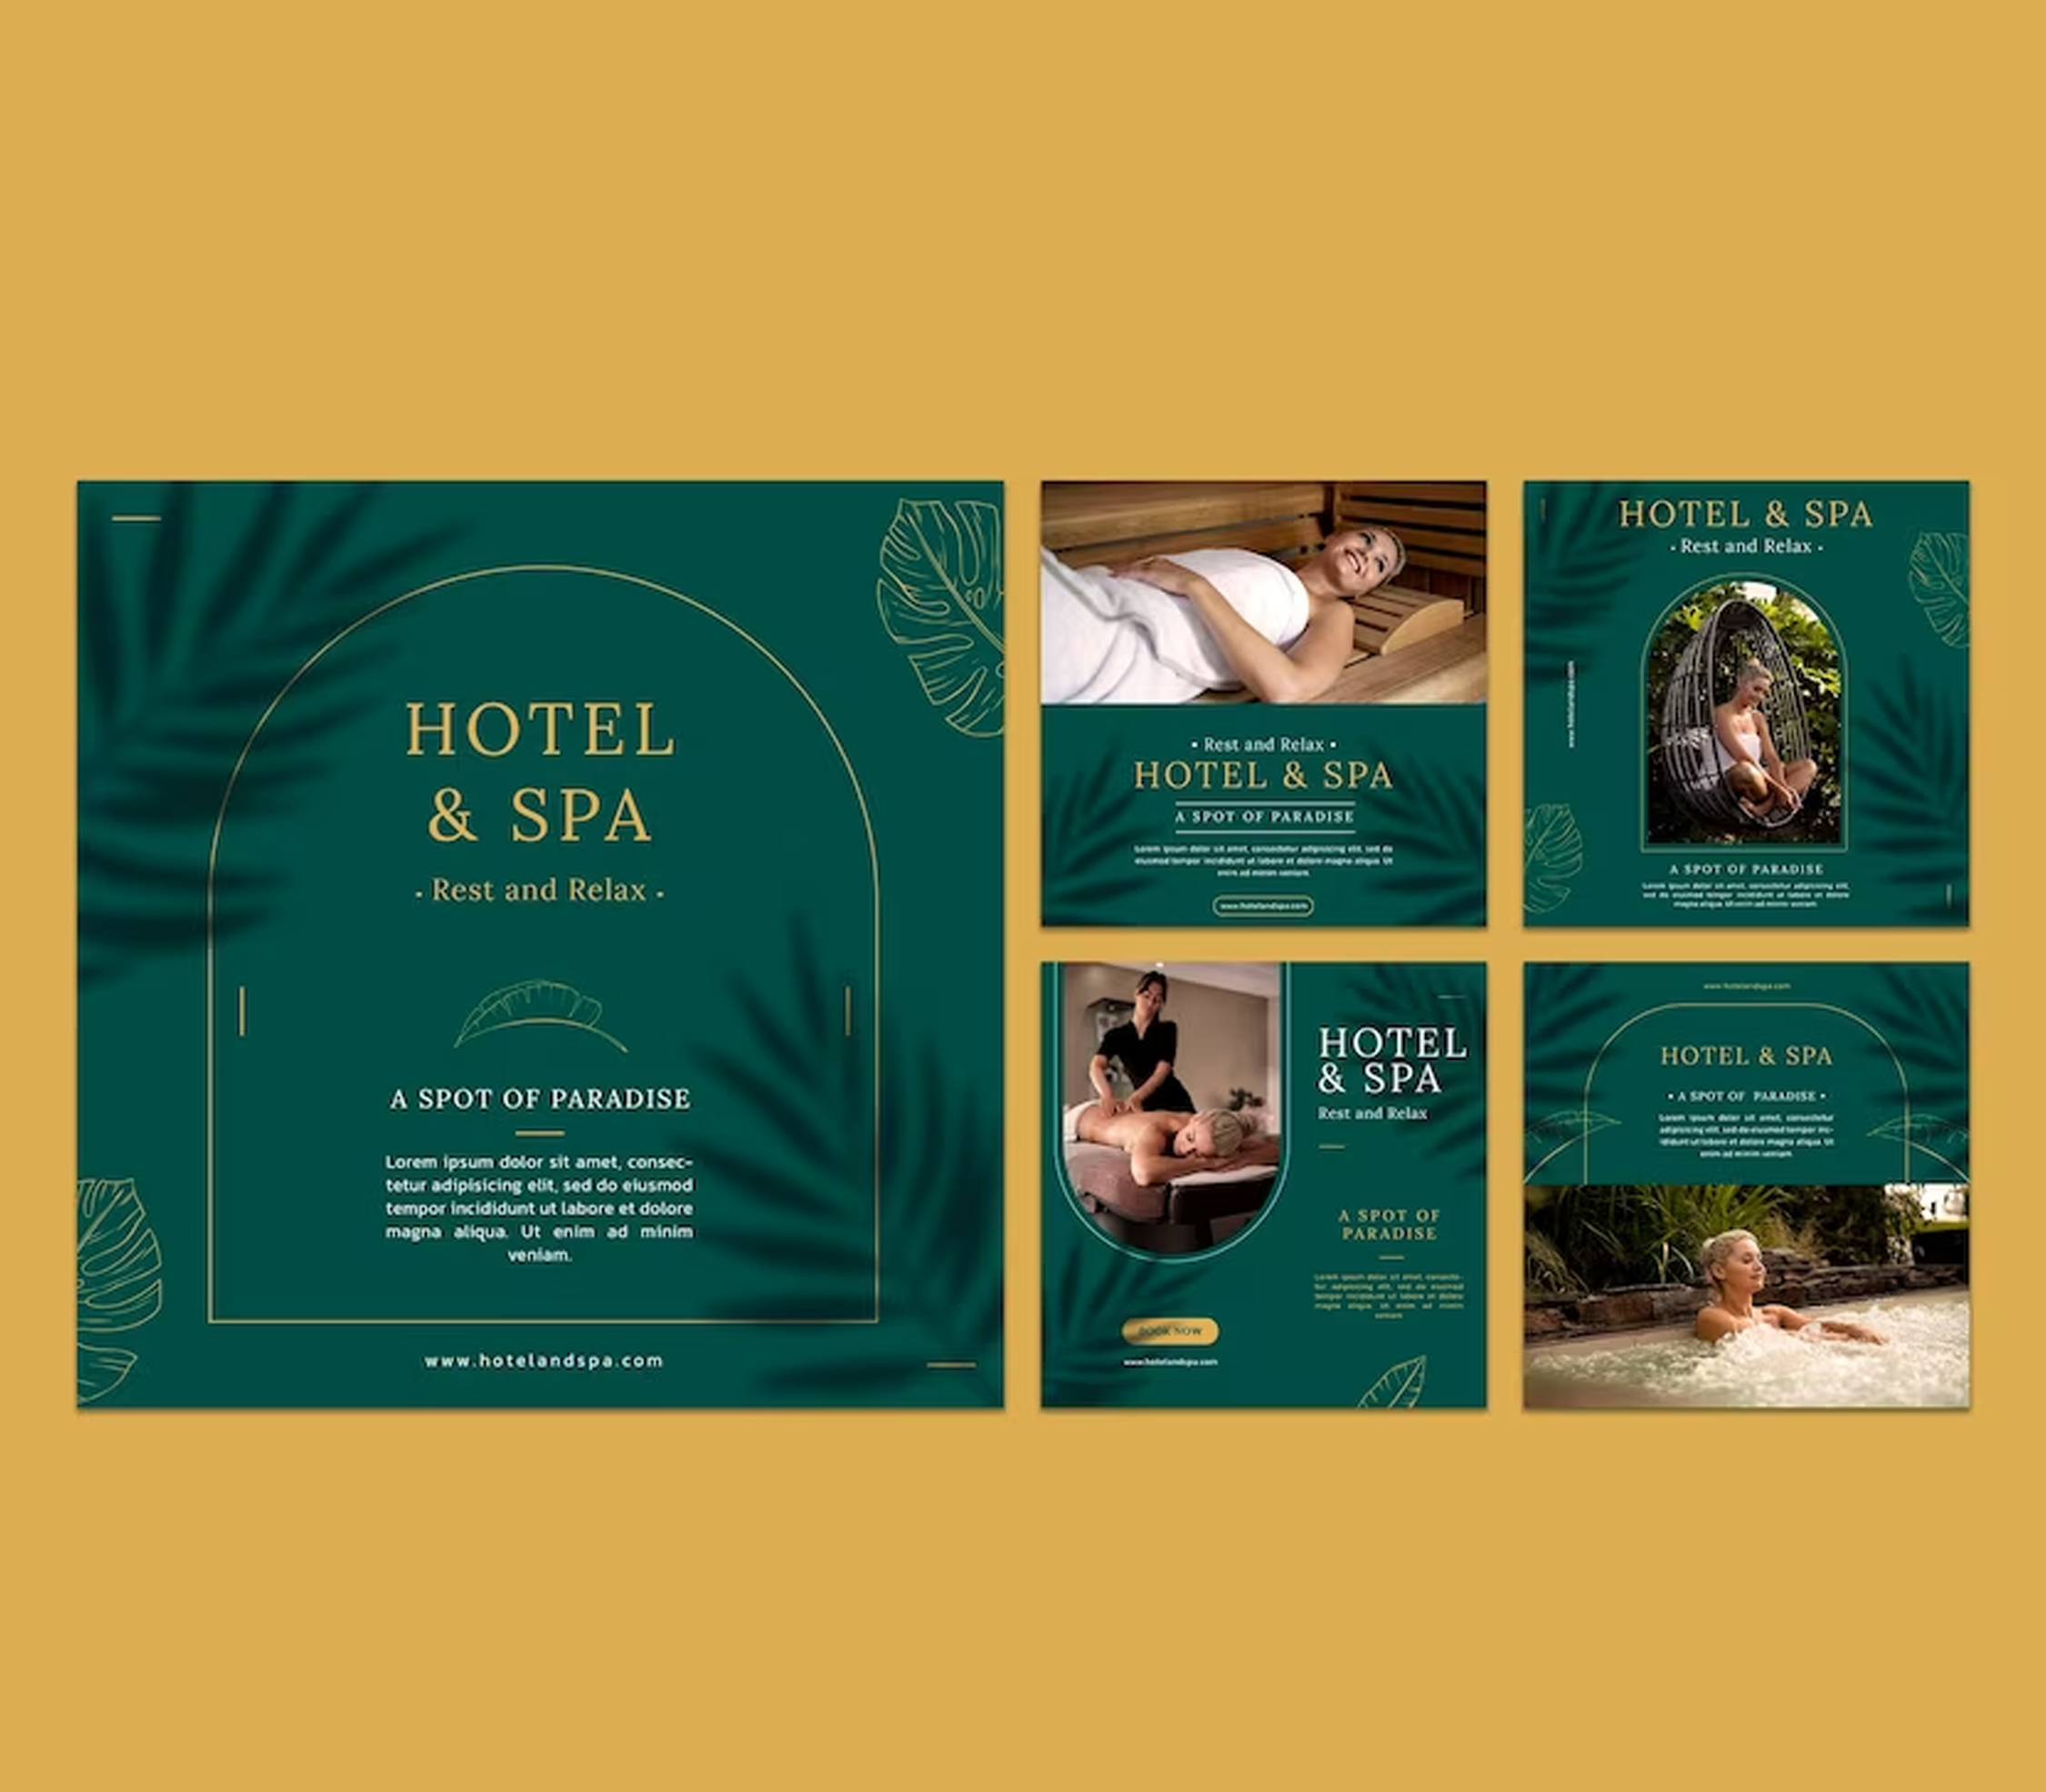 HOTEL
& SPA
• Rest and Relax •
A SPOT OF PARADISE
Lorem ipsum dolor sit amet, consec-
tetur adipisicing elit, sed do eiusmod
tempor incididunt ut labore et dolore
magna aliqua. Ut enim ad minim
veniam.
www.hotelandspa.com
• Rest and Relax •
HOTEL & SPA
A SPOT OF PARADISE
Lorem ipsum dolor sit amet, consectetur adipisicing elit, sed do
eiusmod tempor incididunt ut labore et dolore magna aliqua. Ut
enim ad minim veniam.
www.hotelandspa.com
HOTEL & SPA
• Rest and Relax •
www.hotelandspa.com
A SPOT OF PARADISE
Lorem ipsum dolor sit amet, consectetur adipisicing elit,
sed do eiusmod tempor incididunt ut labore et dolore
magna aliqua. Ut enim ad minim veniam.
HOTEL
& SPA
Rest and Relax
A SPOT OF
PARADISE
Lorem ipsum dolor sit amet, consecte-
tur adipisicing elit, sed do eiusmod
tempor incididunt ut labore et dolore
magna aliqua. Ut enim ad minim
veniam.
BOOK NOW
www.hotelandspa.com
www.hotelandspa.com
HOTEL & SPA
• A SPOT OF PARADISE •
Lorem ipsum dolor sit amet, consectetur
adipisicing elit, sed do eiusmod tempor inc-
ididunt ut labore et dolore magna aliqua. Ut
enim ad minim veniam.